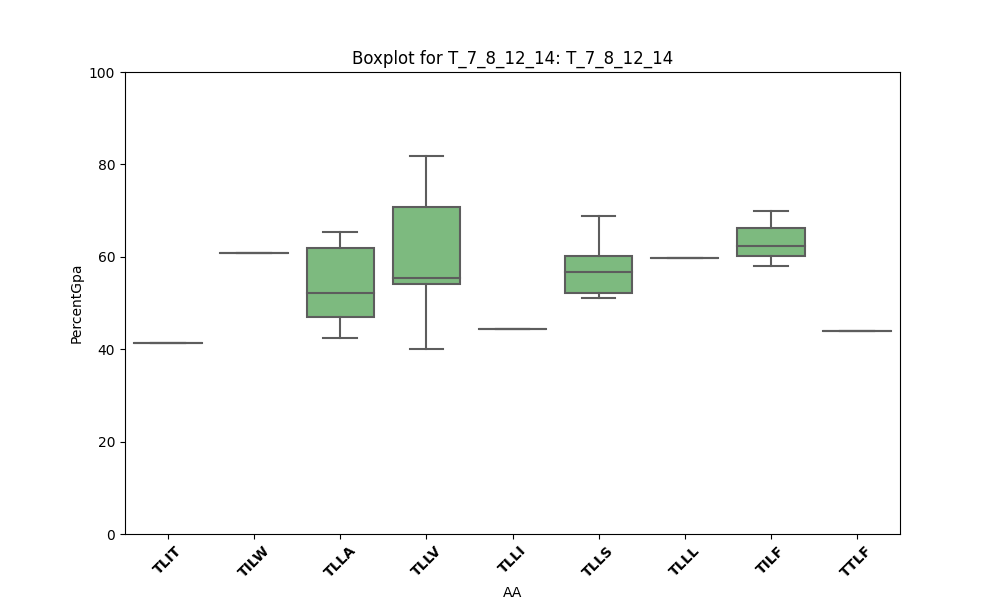 Boxplot for T_7_8_12_14: T_7_8_12_14
100
80
60
40
20
0
PercentGpa
TLIT
TILW
TLLA
TLLV
TLLI
TLLS
TLLL
TILF
TTLF
AA